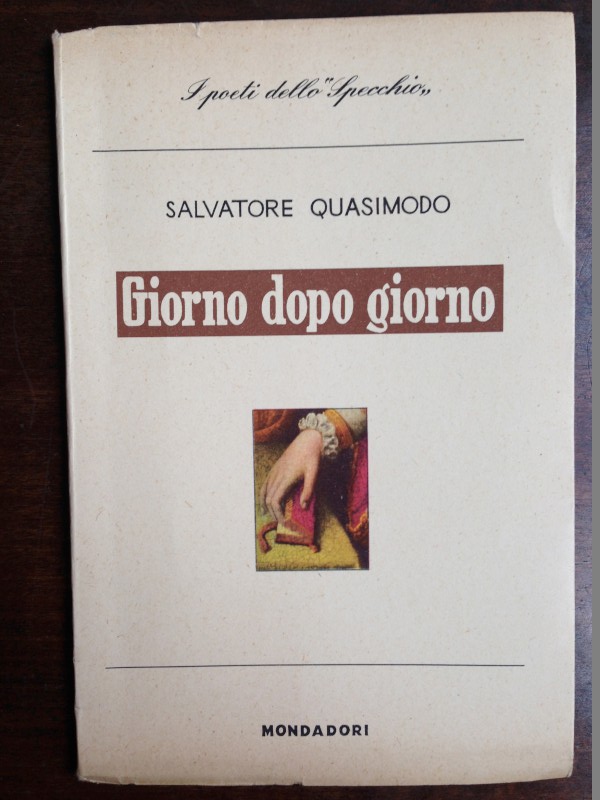 I poeti dello "Specchio„
SALVATORE QUASIMODO
Giorno dopo giorno
MONDADORI